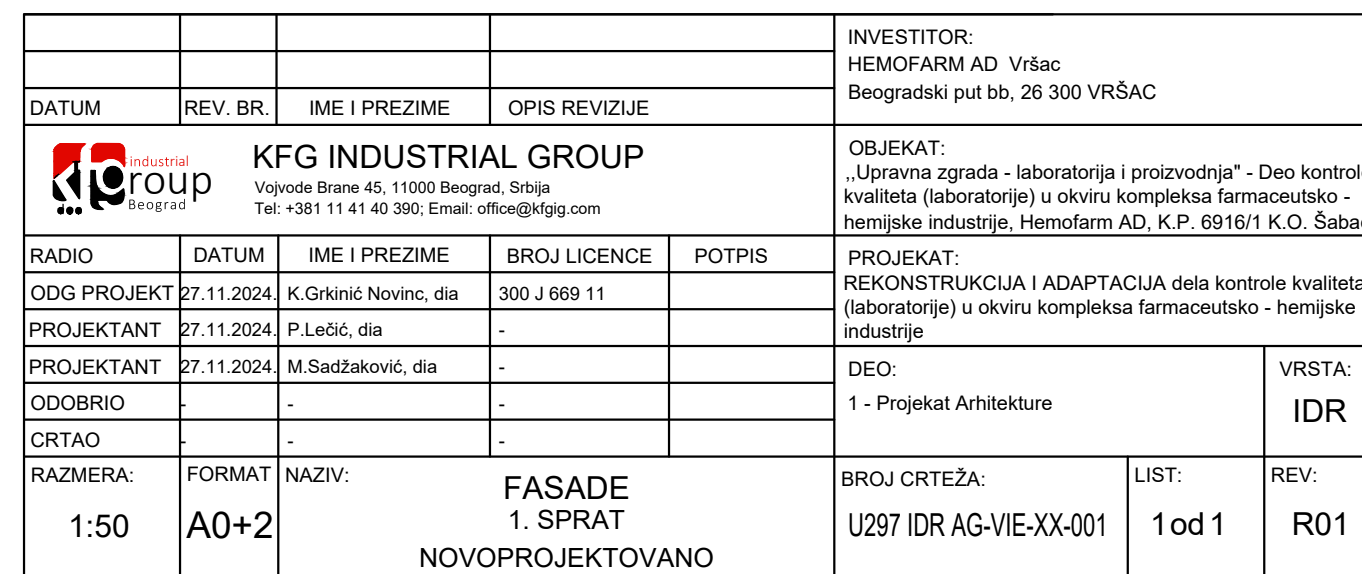 DATUM REV. BR. IME I PREZIME OPIS REVIZIJE
INVESTITOR:
HEMOFARM AD Vršac
Beogradski put bb, 26 300 VRŠAC
kfg industrial
group
Beograd
KFG INDUSTRIAL GROUP
Vojvode Brane 45, 11000 Beograd, Srbija
Tel: +381 11 41 40 390; Email: office@kfgig.com
OBJEKAT:
,,Upravna zgrada - laboratorija i proizvodnja" - Deo kontrole
kvaliteta (laboratorije) u okviru kompleksa farmaceutsko -
hemijske industrije, Hemofarm AD, K.P. 6916/1 K.O. Šabac
RADIO DATUM IME I PREZIME BROJ LICENCE POTPIS
ODG PROJEKT 27.11.2024. K.Grkinić Novinc, dia 300 J 669 11
PROJEKTANT 27.11.2024. P.Lečić, dia -
PROJEKTANT 27.11.2024. M.Sadžaković, dia -
ODOBRIO - - -
CRTAO - - -
PROJEKAT:
REKONSTRUKCIJA I ADAPTACIJA dela kontrole kvaliteta
(laboratorije) u okviru kompleksa farmaceutsko - hemijske
industrije
DEO:
1 - Projekat Arhitekture
VRSTA:
IDR
RAZMERA:
1:50
FORMAT
A0+2
NAZIV:
FASADE
1. SPRAT
NOVOPROJEKTOVANO
BROJ CRTEŽA:
U297 IDR AG-VIE-XX-001
LIST:
1 od 1
REV:
R01